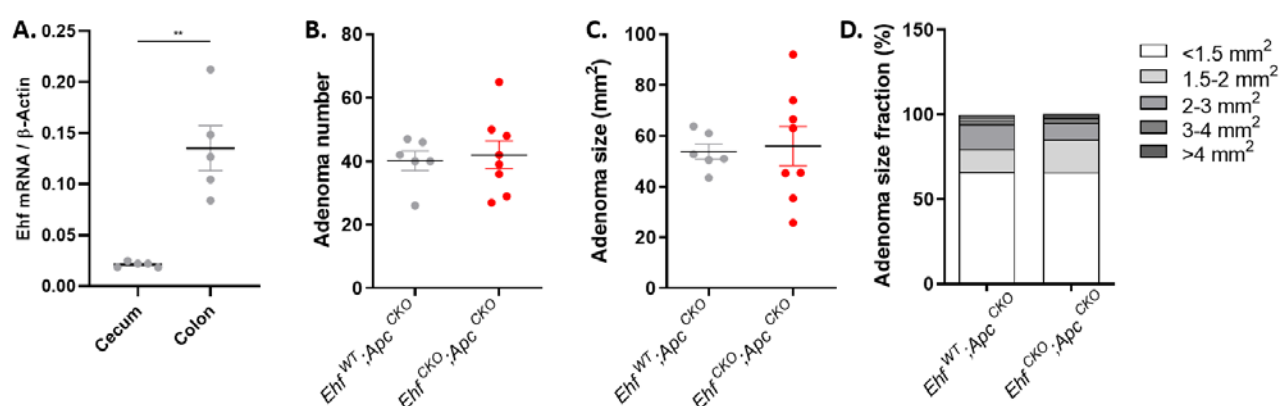 A.
Ehf mRNA / β-Actin
0.25
0.20
0.15
0.10
0.05
0.00
**
Cecum
Colon
B.
Adenoma number
80
60
40
20
0
Ehf WT;Apc CKO
Ehf CKO;Apc CKO
C.
Adenoma size (mm2)
100
80
60
40
20
0
Ehf WT;Apc CKO
Ehf CKO;Apc CKO
D.
Adenoma size fraction (%)
150
100
50
0
Ehf WT;Apc CKO
Ehf CKO;Apc CKO
<1.5 mm2
1.5-2 mm2
2-3 mm2
3-4 mm2
>4 mm2